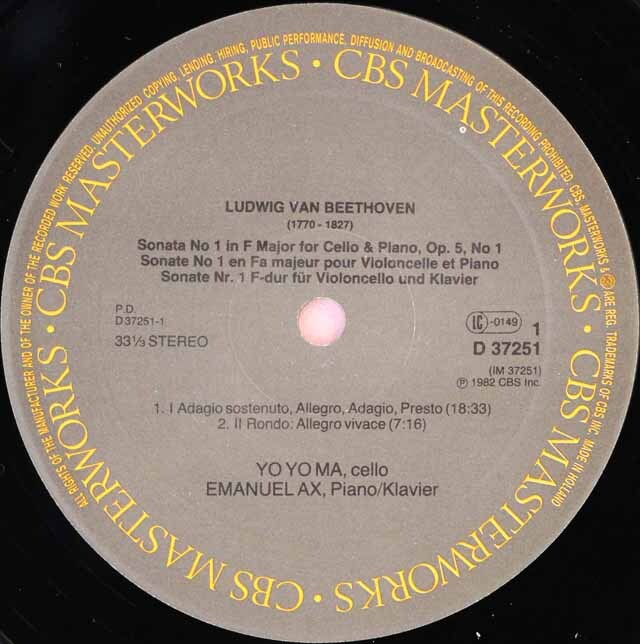 ALL RIGHTS OF THE MANUFACTURER AND OF THE OWNER OF THE RECORDED WORK RESERVED. UNAUTHORIZED COPYING, LENDING, HIRING, PUBLIC PERFORMANCE, DIFFUSION AND BROADCASTING OF THIS RECORDING PROHIBITED. CBS, MASTERWORKS & ARE REG. TRADEMARKS OF CBS INC. MADE IN HOLLAND
CBS MASTERWORKS · CBS MASTERWORKS · CBS MASTERWORKS · CBS MASTERWORKS · CBS MASTERWORKS · CBS MASTERWORKS ·
LUDWIG VAN BEETHOVEN
(1770 - 1827)
Sonata No 1 in F Major for Cello & Piano, Op. 5, No 1
Sonate No 1 en Fa majeur pour Violoncelle et Piano
Sonate Nr. 1 F-dur für Violoncello und Klavier
P.D.
D 37251-1
33⅓ STEREO
LC -0149 1
D 37251
(IM 37251)
℗ 1982 CBS Inc.
1. I Adagio sostenuto, Allegro, Adagio, Presto (18:33)
2. II Rondo: Allegro vivace (7:16)
YO YO MA, cello
EMANUEL AX, Piano/Klavier